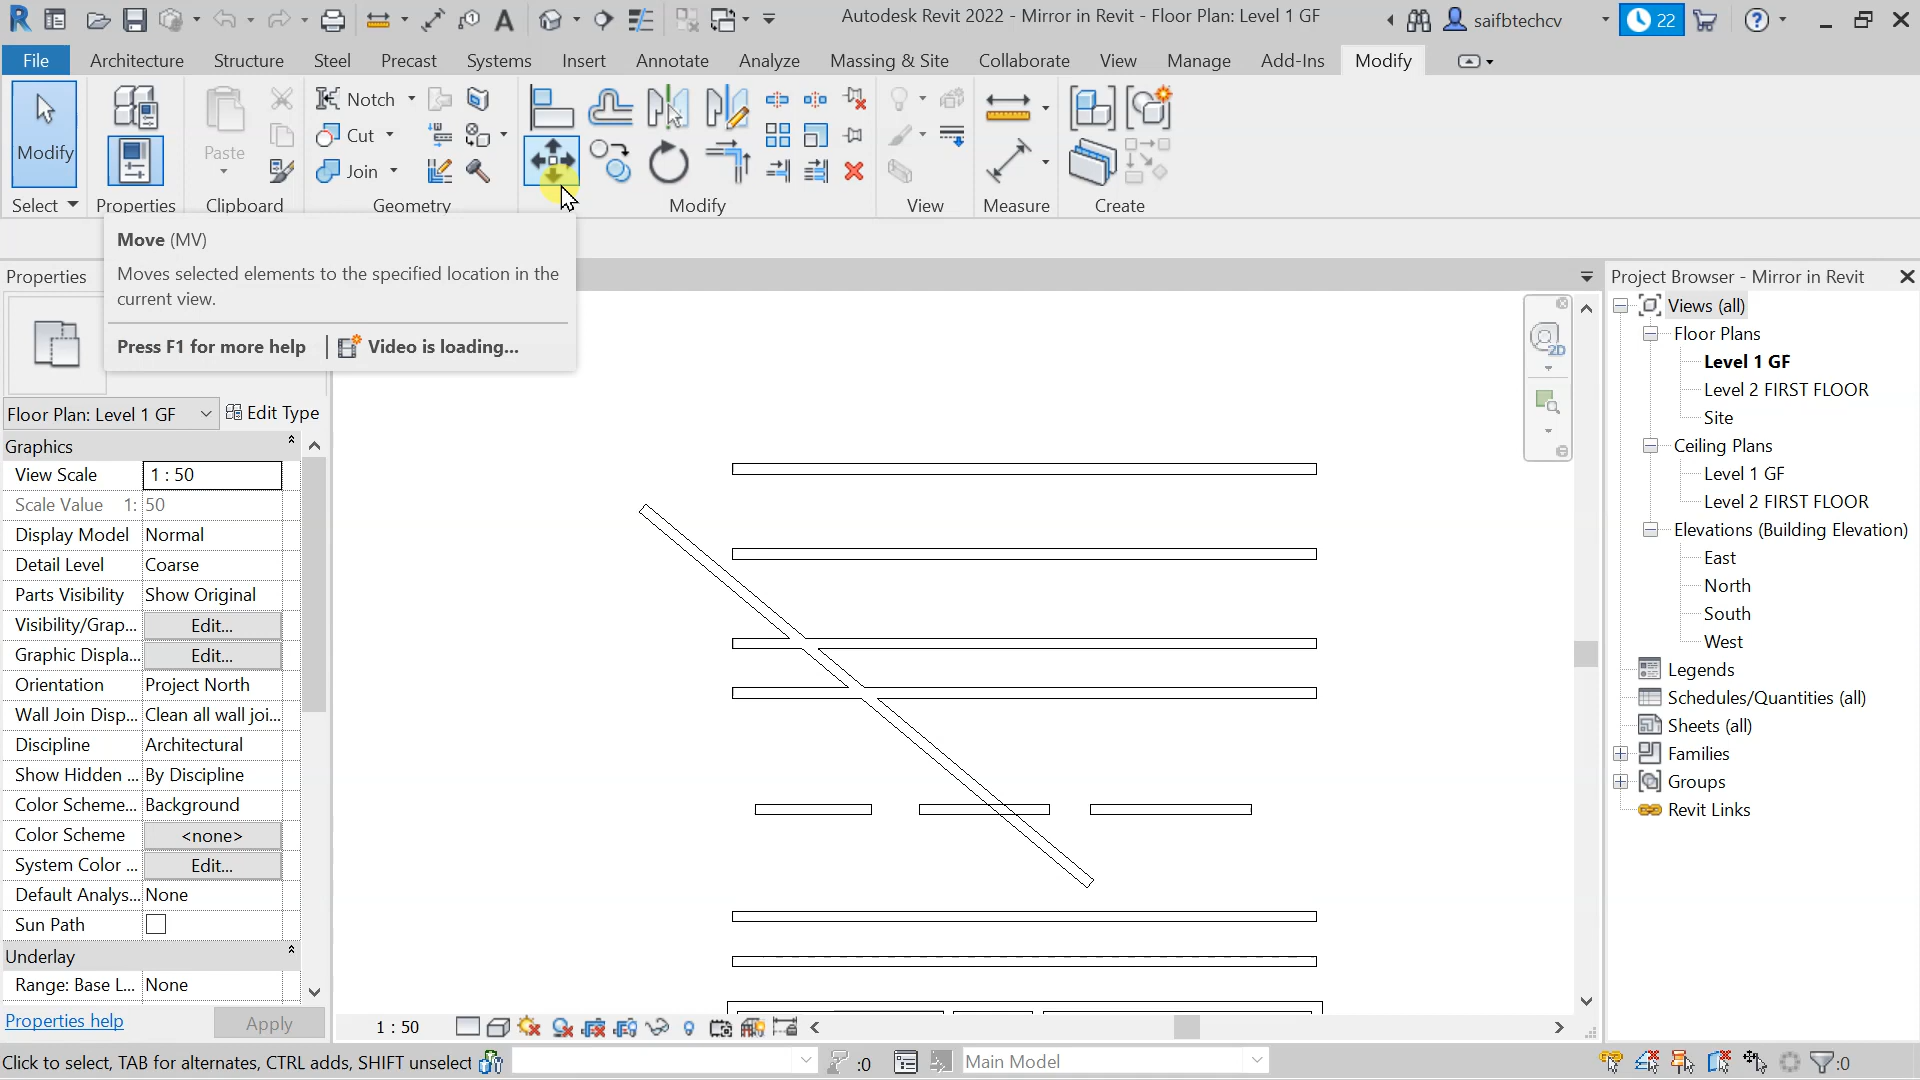 Autodesk Revit 2022 - Mirror in Revit - Floor Plan: Level 1 GF
saifbtechcv
22
File Architecture Structure Steel Precast Systems Insert Annotate Analyze Massing & Site Collaborate View Manage Add-Ins Modify
Modify
Paste
Notch
Cut
Join
Select Properties Clipboard Geometry Modify View Measure Create
Move (MV)
Moves selected elements to the specified location in the
current view.
Press F1 for more help
Video is loading...
Properties
Floor Plan: Level 1 GF
Edit Type
Graphics
View Scale 1 : 50
Scale Value 1: 50
Display Model Normal
Detail Level Coarse
Parts Visibility Show Original
Visibility/Grap... Edit...
Graphic Displa... Edit...
Orientation Project North
Wall Join Disp... Clean all wall joi...
Discipline Architectural
Show Hidden ... By Discipline
Color Scheme... Background
Color Scheme <none>
System Color ... Edit...
Default Analys... None
Sun Path
Underlay
Range: Base L... None
Properties help
Apply
2D
Project Browser - Mirror in Revit
Views (all)
Floor Plans
Level 1 GF
Level 2 FIRST FLOOR
Site
Ceiling Plans
Level 1 GF
Level 2 FIRST FLOOR
Elevations (Building Elevation)
East
North
South
West
Legends
Schedules/Quantities (all)
Sheets (all)
Families
Groups
Revit Links
1 : 50
Click to select, TAB for alternates, CTRL adds, SHIFT unselect
:0
Main Model
:0